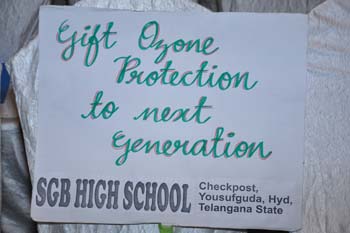 Gift Ozone
Protection
to next
Generation
SGB HIGH SCHOOL
Checkpost,
Yousufguda, Hyd,
Telangana State